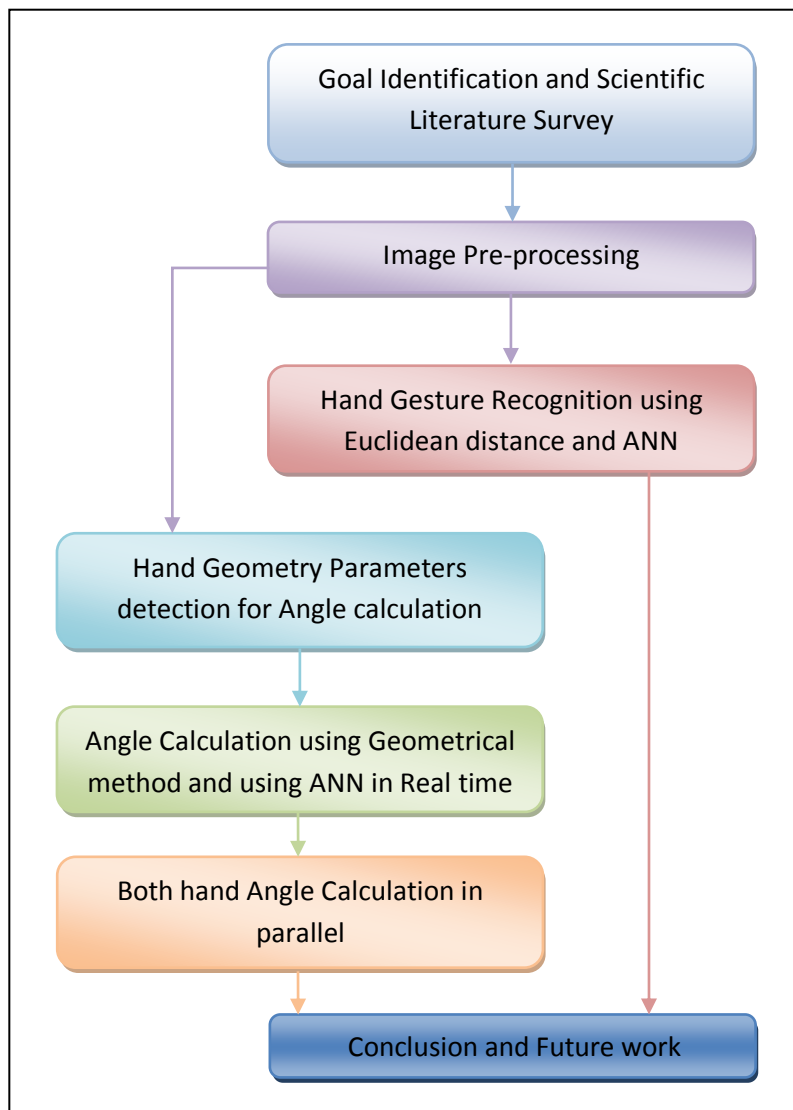 Goal Identification and Scientific
Literature Survey
Image Pre-processing
Hand Gesture Recognition using
Euclidean distance and ANN
Hand Geometry Parameters
detection for Angle calculation
Angle Calculation using Geometrical
method and using ANN in Real time
Both hand Angle Calculation in
parallel
Conclusion and Future work